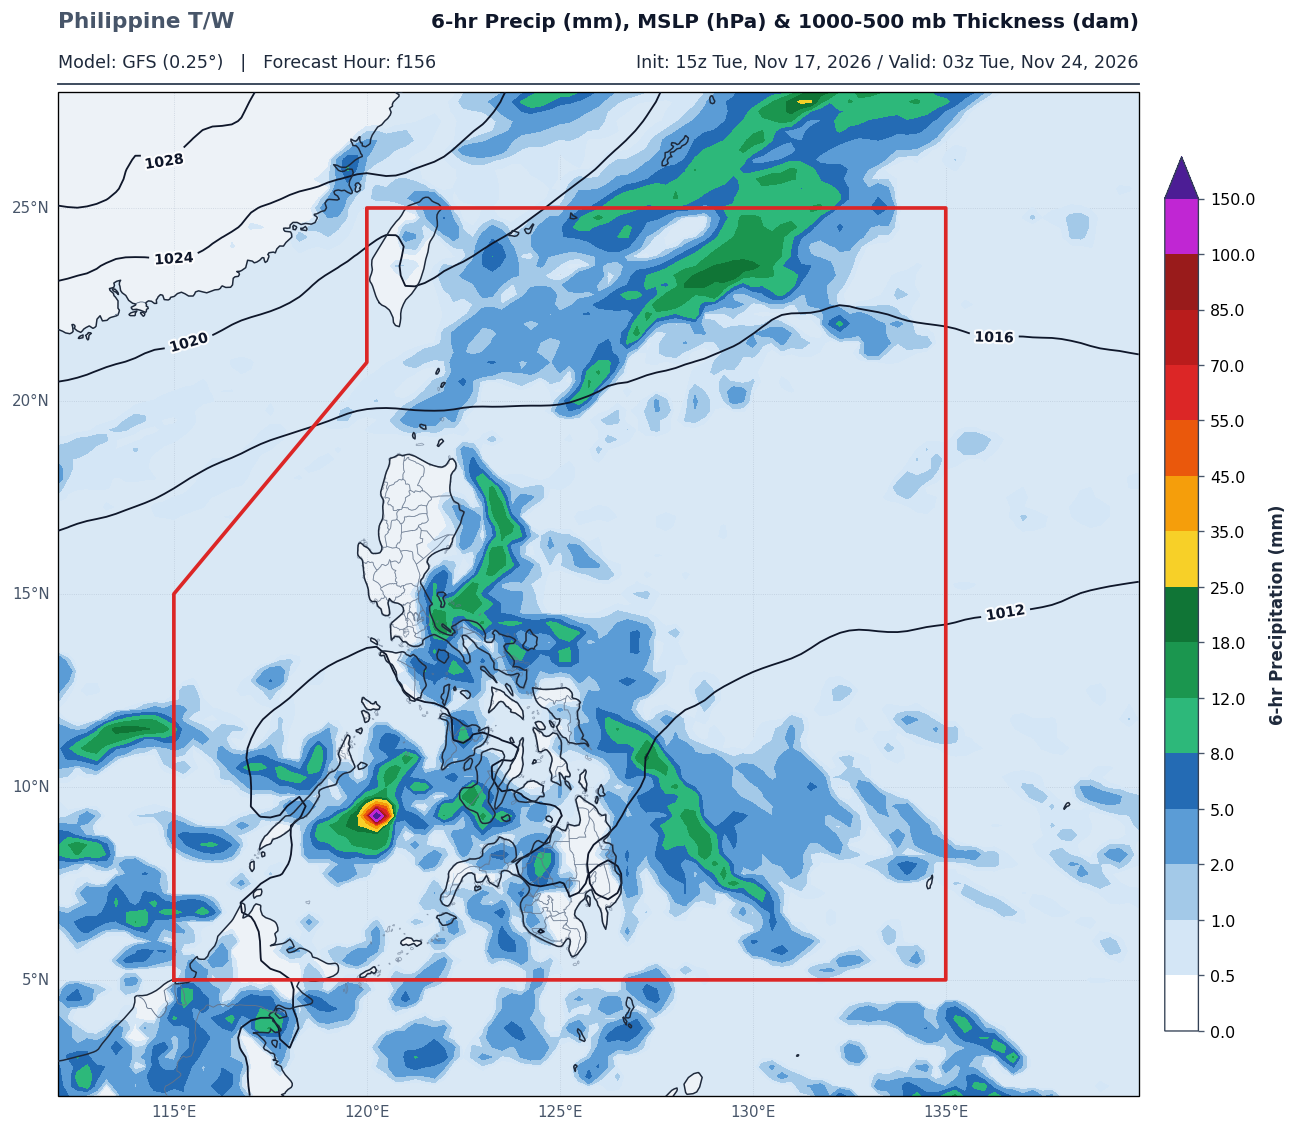 Philippine T/W
6-hr Precip (mm), MSLP (hPa) & 1000-500 mb Thickness (dam)
Model: GFS (0.25°) | Forecast Hour: f156
Init: 15z Tue, Nov 17, 2026 / Valid: 03z Tue, Nov 24, 2026
1028
1024
1020
1016
1012
25°N
20°N
15°N
10°N
5°N
115°E
120°E
125°E
130°E
135°E
150.0
100.0
85.0
70.0
55.0
45.0
35.0
25.0
18.0
12.0
8.0
5.0
2.0
1.0
0.5
0.0
6-hr Precipitation (mm)